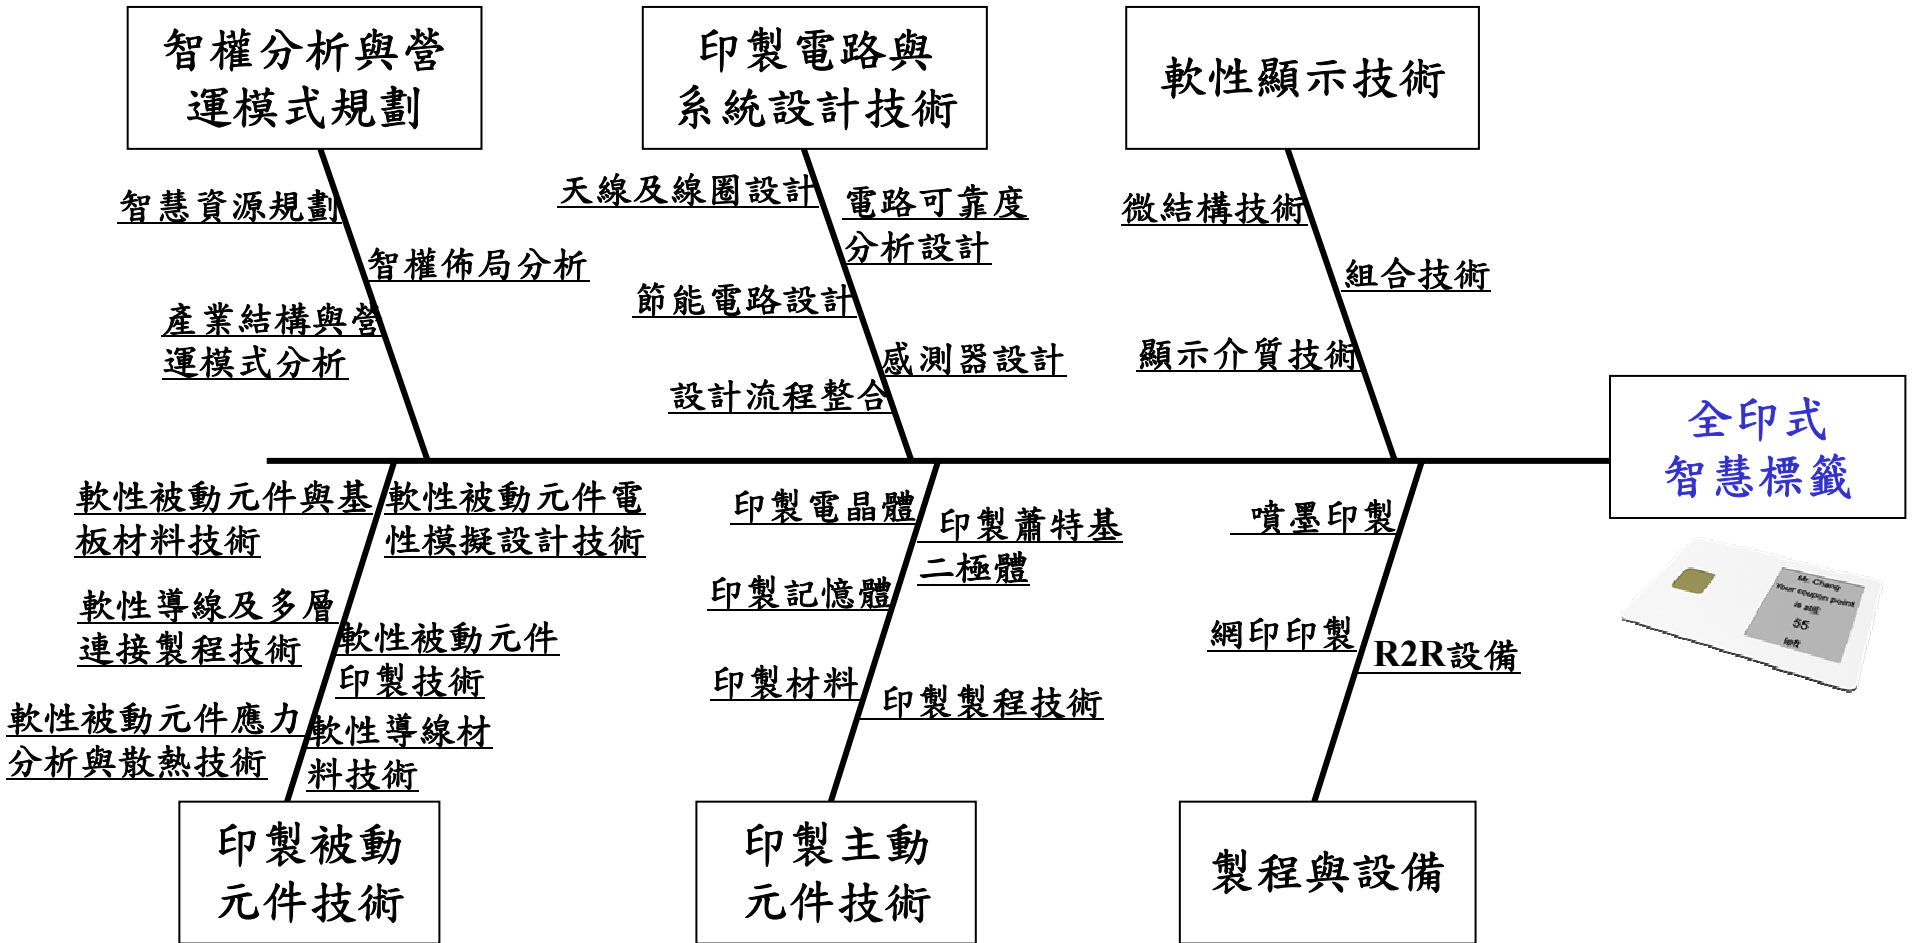 智權分析與營
運模式規劃
印製電路與
系統設計技術
軟性顯示技術
智慧資源規劃
智權佈局分析
產業結構與營
運模式分析
天線及線圈設計
電路可靠度
分析設計
節能電路設計
感測器設計
設計流程整合
微結構技術
組合技術
顯示介質技術
全印式
智慧標籤
軟性被動元件與基
板材料技術
軟性被動元件電
性模擬設計技術
軟性導線及多層
連接製程技術
軟性被動元件
印製技術
軟性被動元件應力
分析與散熱技術
軟性導線材
料技術
印製電晶體
印製蕭特基
二極體
印製記憶體
印製材料
印製製程技術
噴墨印製
網印印製
R2R設備
Mr. Chang
Your coupon point
is still
55
left
印製被動
元件技術
印製主動
元件技術
製程與設備